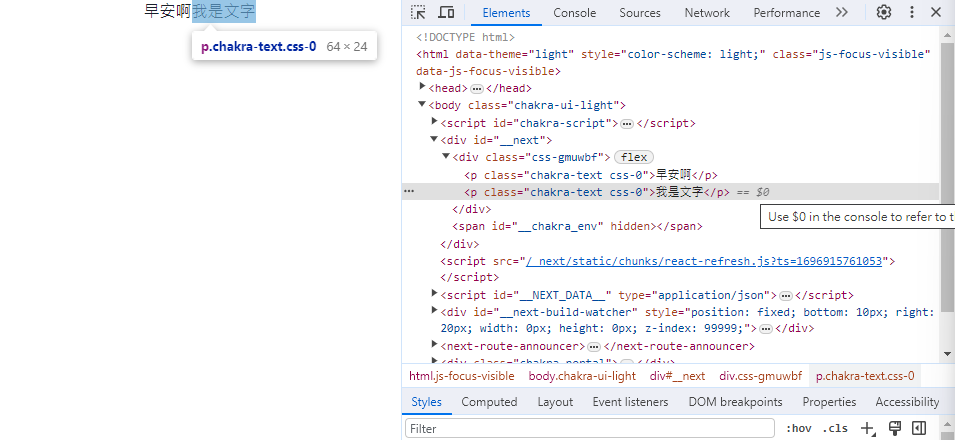 早安啊我是文字
p.chakra-text.css-0 64 × 24
Elements Console Sources Network Performance
<!DOCTYPE html>
<html data-theme="light" style="color-scheme: light;" class="js-focus-visible"
data-js-focus-visible>
<head> ⋯ </head>
<body class="chakra-ui-light">
<script id="chakra-script"> ⋯ </script>
<div id="__next">
<div class="css-gmuwbf"> flex
<p class="chakra-text css-0">早安啊</p>
<p class="chakra-text css-0">我是文字</p> == $0
Use $0 in the console to refer to t
</div>
<span id="__chakra_env" hidden></span>
</div>
<script src="/_next/static/chunks/react-refresh.js?ts=1696915761053">
</script>
<script id="__NEXT_DATA__" type="application/json"> ⋯ </script>
<div id="__next-build-watcher" style="position: fixed; bottom: 10px; right:
20px; width: 0px; height: 0px; z-index: 99999;"> ⋯ </div>
<next-route-announcer> ⋯ </next-route-announcer>
<div class="chakra-portal"> ⋯ </div>
html.js-focus-visible body.chakra-ui-light div#__next div.css-gmuwbf p.chakra-text.css-0
Styles Computed Layout Event listeners DOM breakpoints Properties Accessibility
Filter :hov .cls